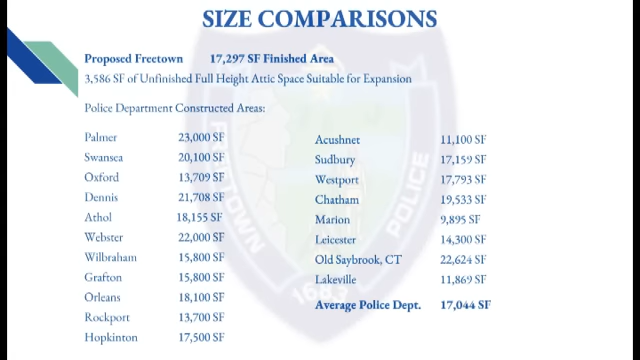 SIZE COMPARISONS
Proposed Freetown 17,297 SF Finished Area
3,586 SF of Unfinished Full Height Attic Space Suitable for Expansion
Police Department Constructed Areas:
Palmer 23,000 SF
Swansea 20,100 SF
Oxford 13,709 SF
Dennis 21,708 SF
Athol 18,155 SF
Webster 22,000 SF
Wilbraham 15,800 SF
Grafton 15,800 SF
Orleans 18,100 SF
Rockport 13,700 SF
Hopkinton 17,500 SF
Acushnet 11,100 SF
Sudbury 17,159 SF
Westport 17,793 SF
Chatham 19,533 SF
Marion 9,895 SF
Leicester 14,300 SF
Old Saybrook, CT 22,624 SF
Lakeville 11,869 SF
Average Police Dept. 17,044 SF
FREETOWN
POLICE
1683